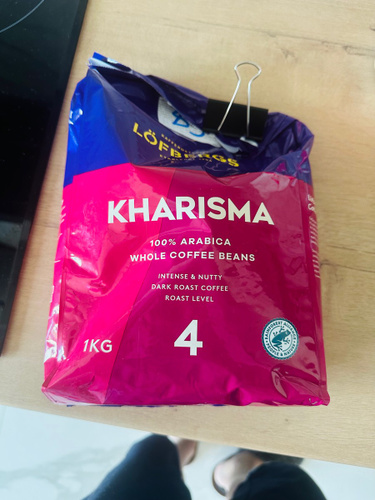 LÖFBERGS
KHARISMA
100% ARABICA
WHOLE COFFEE BEANS
INTENSE & NUTTY
DARK ROAST COFFEE
ROAST LEVEL
1KG
4